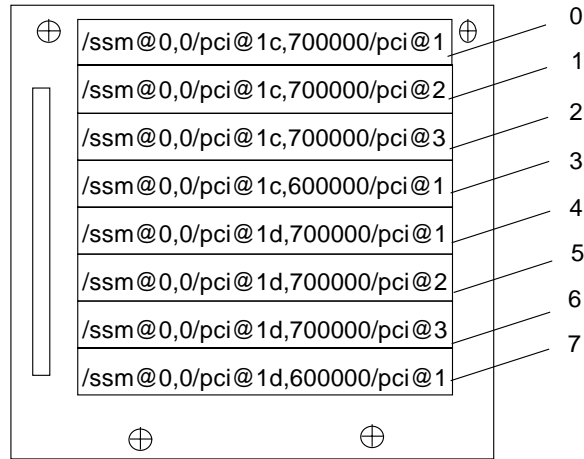 /ssm@0,0/pci@1c,700000/pci@1 0
/ssm@0,0/pci@1c,700000/pci@2 1
/ssm@0,0/pci@1c,700000/pci@3 2
/ssm@0,0/pci@1c,600000/pci@1 3
/ssm@0,0/pci@1d,700000/pci@1 4
/ssm@0,0/pci@1d,700000/pci@2 5
/ssm@0,0/pci@1d,700000/pci@3 6
/ssm@0,0/pci@1d,600000/pci@1 7